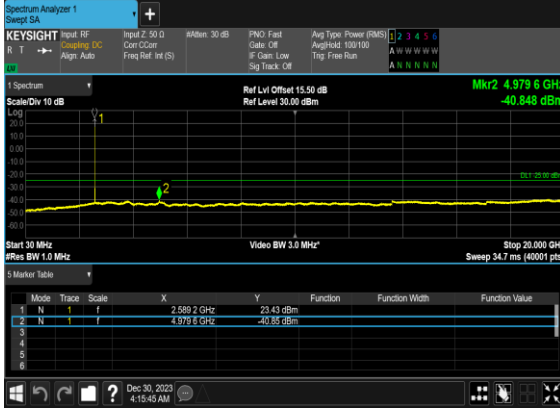 Spectrum Analyzer 1
Swept SA
+
KEYSIGHT Input: RF Input Z: 50 Ω #Atten: 30 dB PNO: Fast Avg Type: Power (RMS) 1 2 3 4 5 6
R T Coupling: DC Corr CCorr Gate: Off Avg|Hold: 100/100 A W W W W W
Align: Auto Freq Ref: Int (S) IF Gain: Low Trig: Free Run
Sig Track: Off A N N N N N
1 Spectrum
Scale/Div 10 dB
Ref Lvl Offset 15.50 dB
Ref Level 30.00 dBm
Mkr2 4.979 6 GHz
-40.848 dBm
Log
20.0
10.0
0.00
-10.0
-20.0
-30.0
-40.0
-50.0
-60.0
1
2
DL1 -25.00 dBm
Start 30 MHz Video BW 3.0 MHz* Stop 20.000 GH
#Res BW 1.0 MHz Sweep 34.7 ms (40001 pts
5 Marker Table
Mode Trace Scale X Y Function Function Width Function Value
1 N 1 f 2.589 2 GHz 23.43 dBm
2 N 1 f 4.979 6 GHz -40.85 dBm
3
4
5
6
? Dec 30, 2023
4:15:45 AM